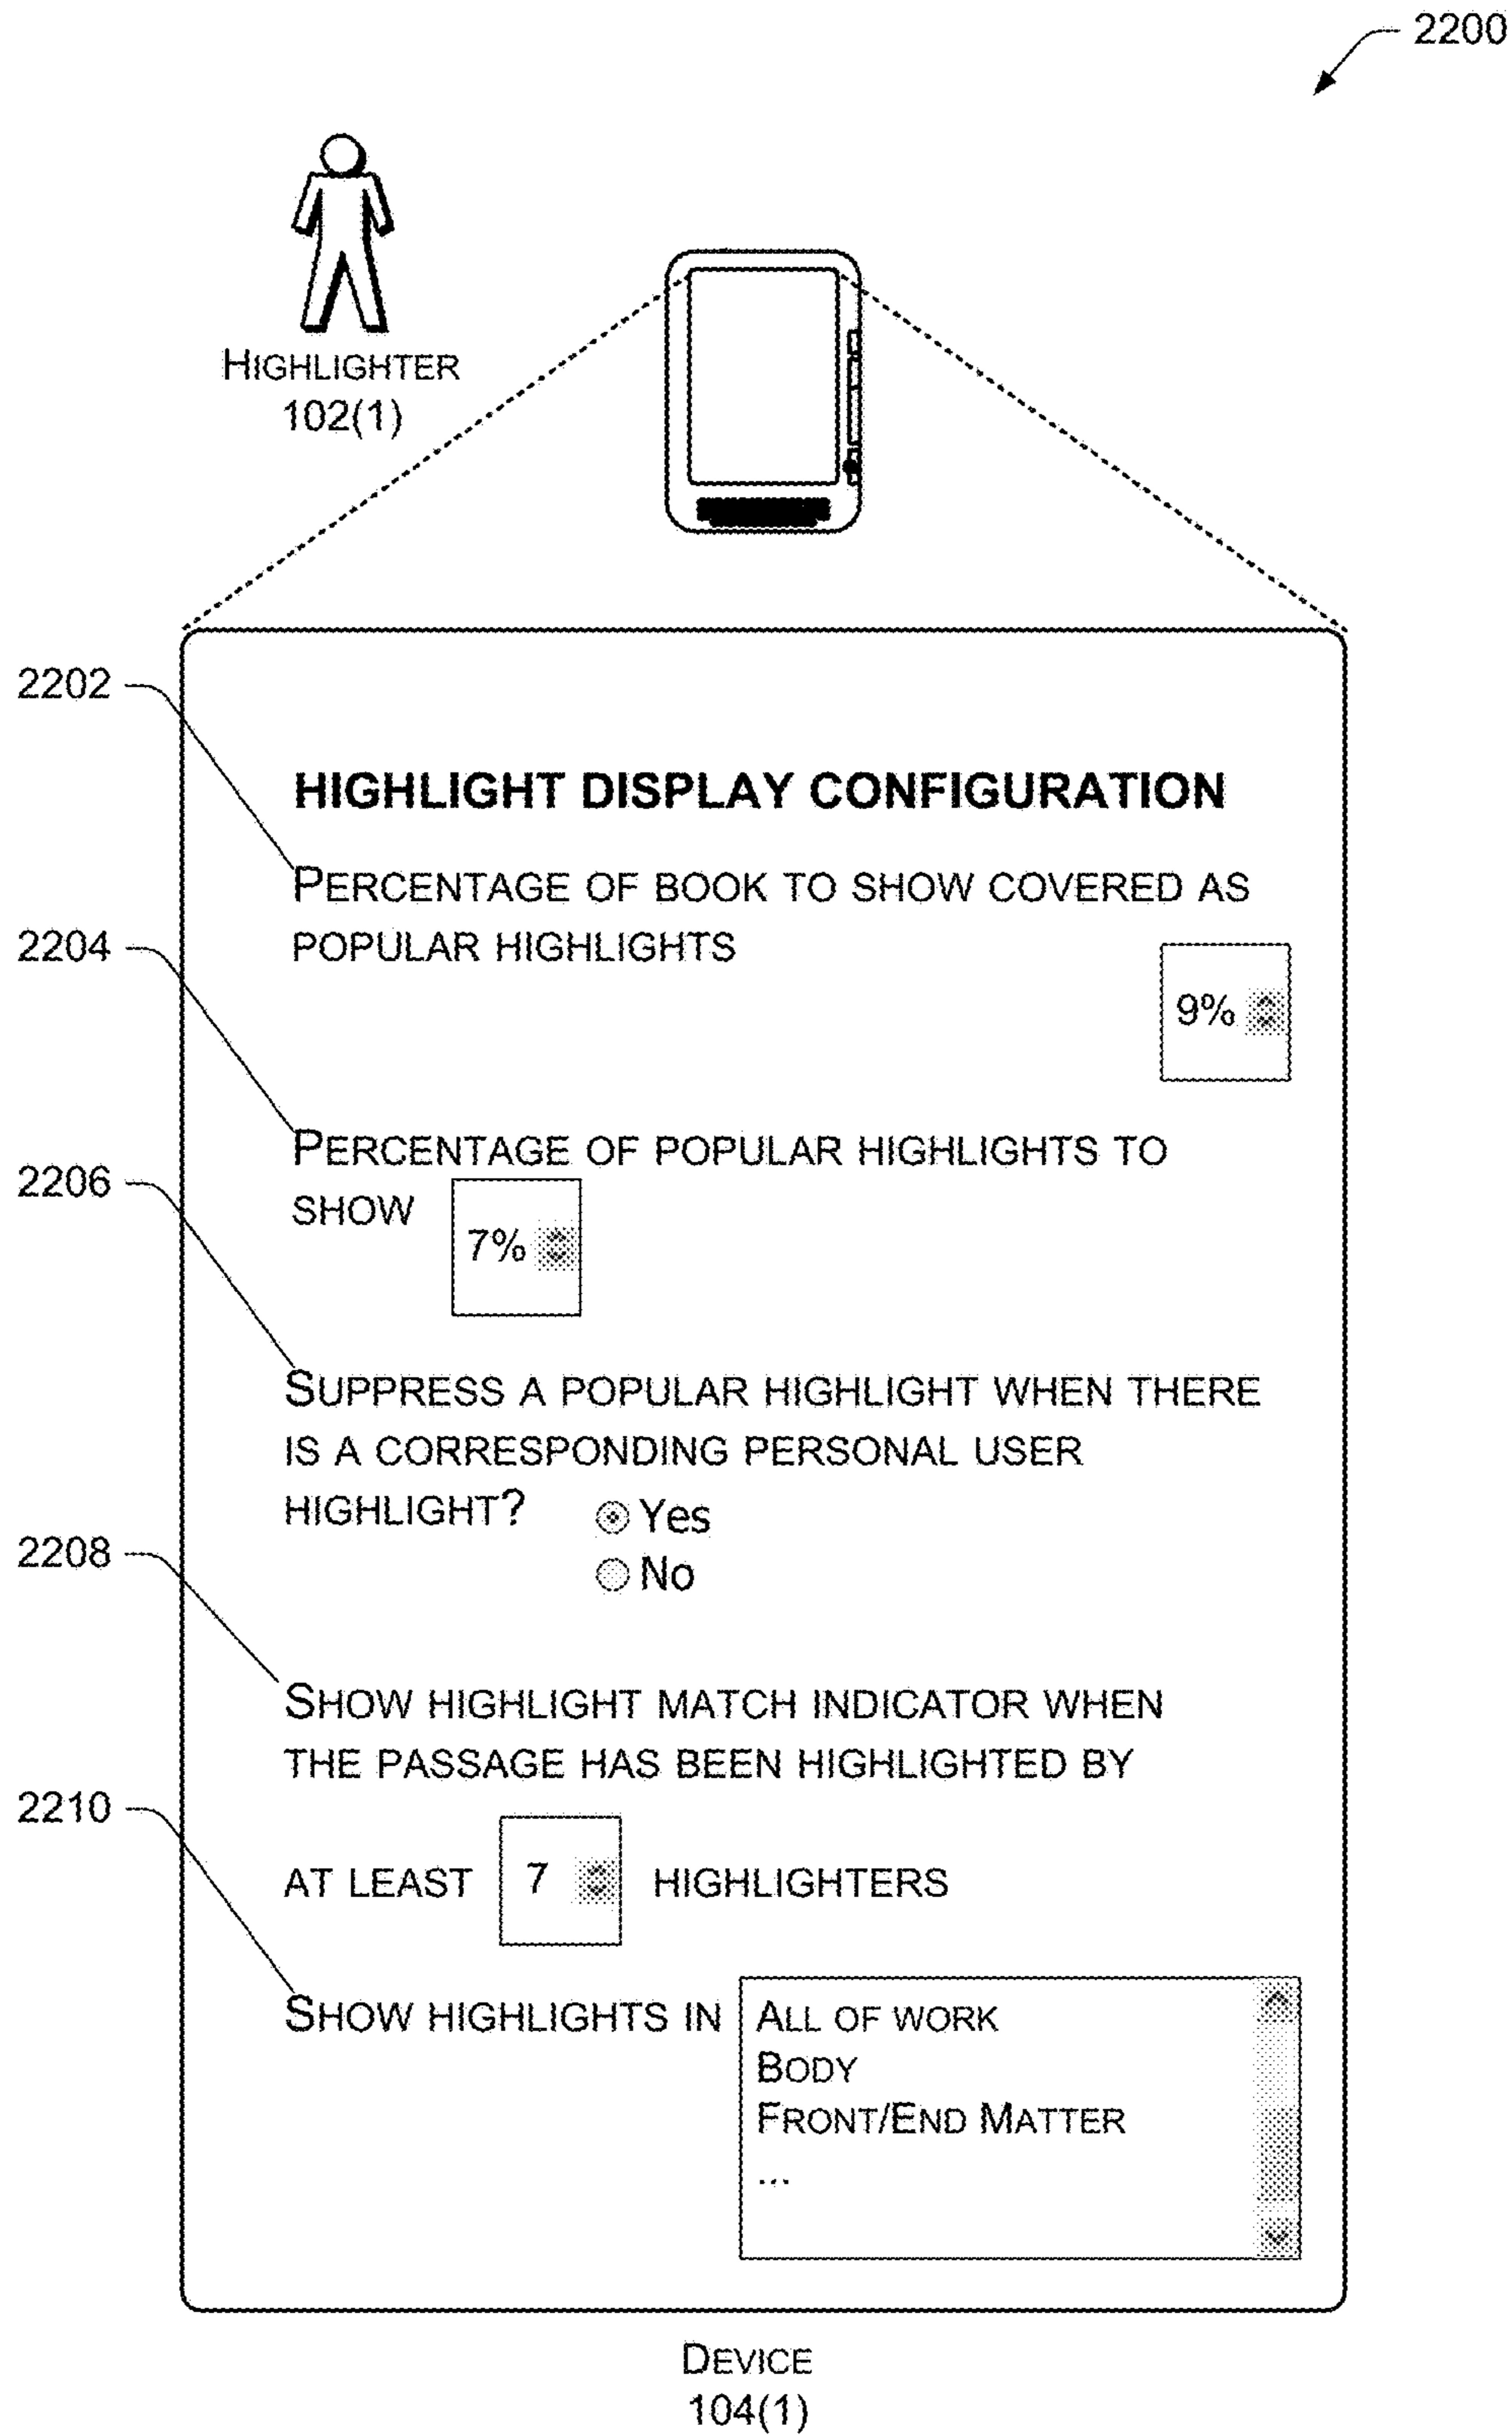 2200
HIGHLIGHTER
102(1)
2202
HIGHLIGHT DISPLAY CONFIGURATION
PERCENTAGE OF BOOK TO SHOW COVERED AS
2204
POPULAR HIGHLIGHTS
9%
PERCENTAGE OF POPULAR HIGHLIGHTS TO
2206
SHOW 7%
SUPPRESS A POPULAR HIGHLIGHT WHEN THERE
IS A CORRESPONDING PERSONAL USER
HIGHLIGHT? Yes
No
2208
SHOW HIGHLIGHT MATCH INDICATOR WHEN
THE PASSAGE HAS BEEN HIGHLIGHTED BY
2210
AT LEAST 7 HIGHLIGHTERS
SHOW HIGHLIGHTS IN ALL OF WORK
BODY
FRONT/END MATTER
...
DEVICE
104(1)